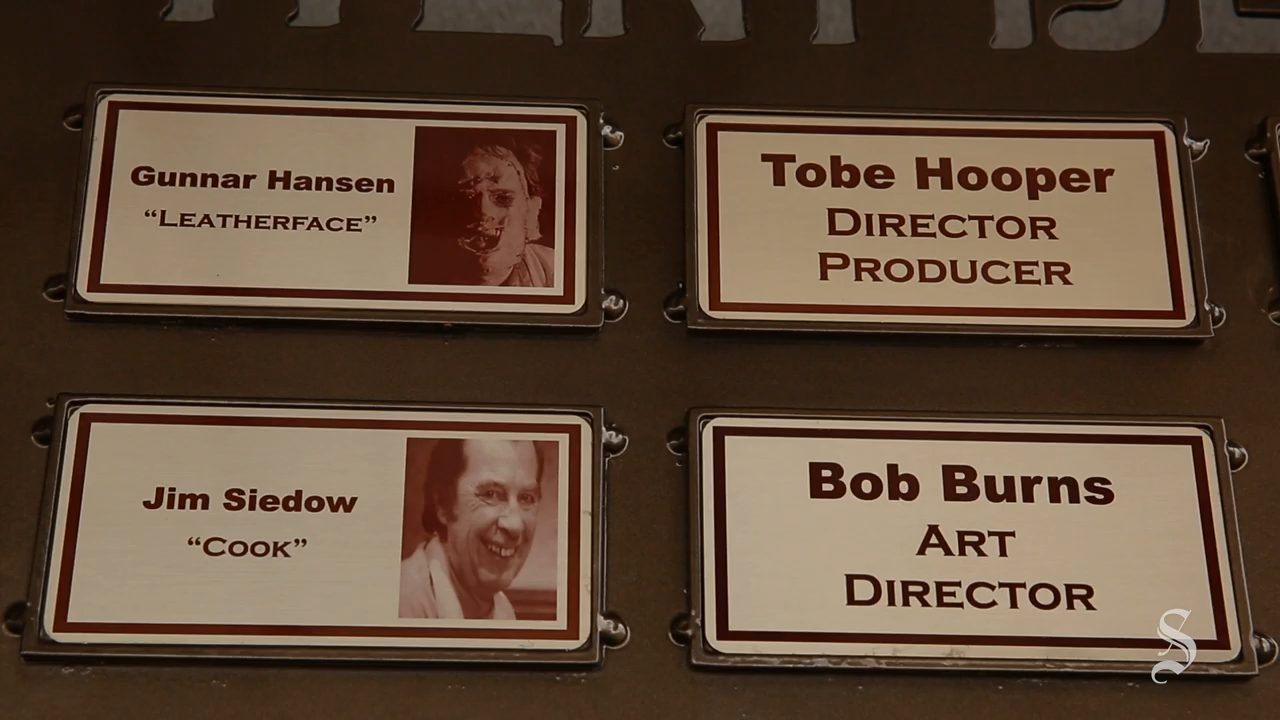 Gunnar Hansen
“LEATHERFACE”
Tobe Hooper
DIRECTOR
PRODUCER
Jim Siedow
“COOK”
Bob Burns
ART
DIRECTOR
S